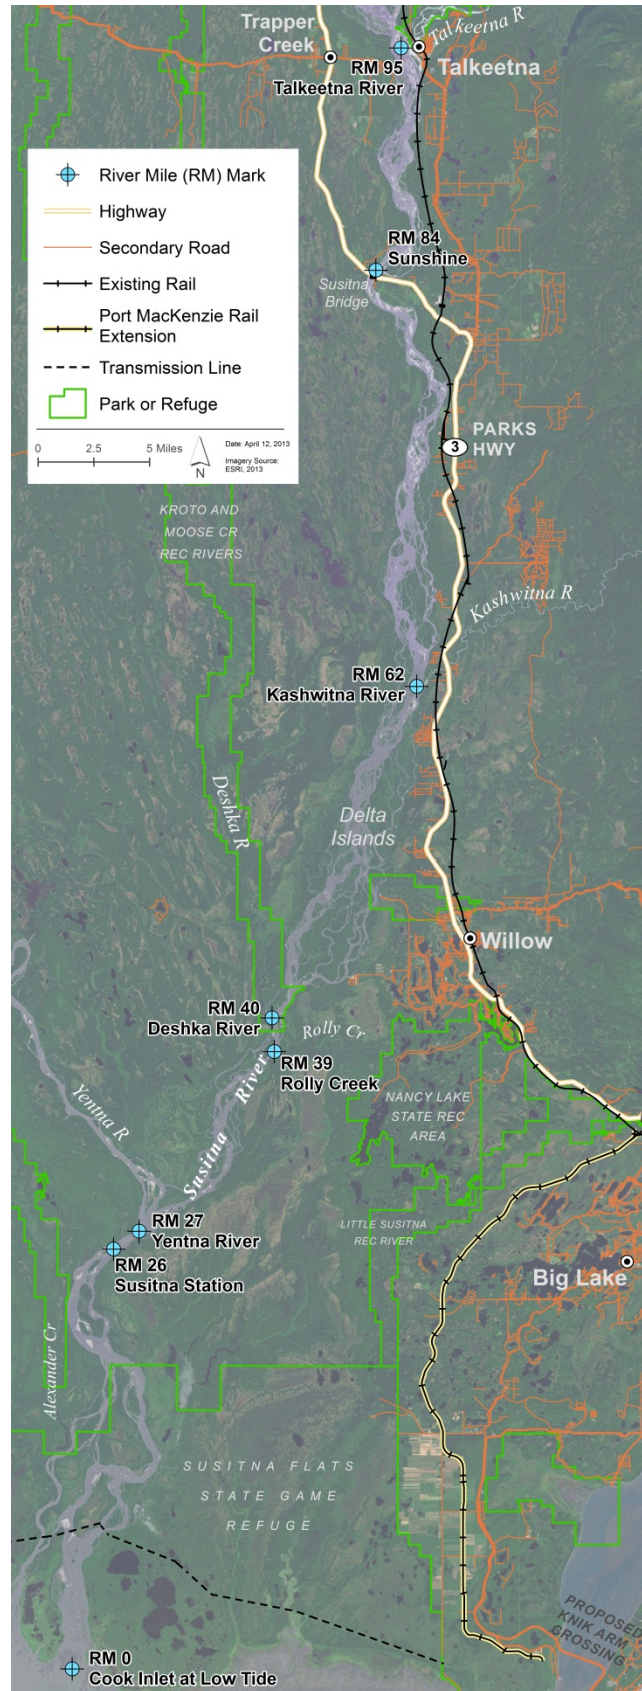 Trapper
Creek
Talkeetna R
RM 95
Talkeetna River
Talkeetna
River Mile (RM) Mark
Highway
Secondary Road
Existing Rail
Port MacKenzie Rail
Extension
Transmission Line
Park or Refuge
0 2.5 5 Miles
N
Date: April 12, 2013
Imagery Source:
ESRI, 2013
RM 84
Sunshine
Susitna
Bridge
PARKS
HWY
3
KROTO AND
MOOSE CR
REC RIVERS
Kashwitna R
RM 62
Kashwitna River
Deshka R
Delta
Islands
Willow
RM 40
Deshka River
Rolly Cr
RM 39
Rolly Creek
Susitna River
Yentna R
NANCY LAKE
STATE REC
AREA
RM 27
Yentna River
RM 26
Susitna Station
LITTLE SUSITNA
REC RIVER
Big Lake
Alexander Cr
SUSITNA FLATS
STATE GAME
REFUGE
PROPOSED
KNIK ARM
CROSSING
RM 0
Cook Inlet at Low Tide